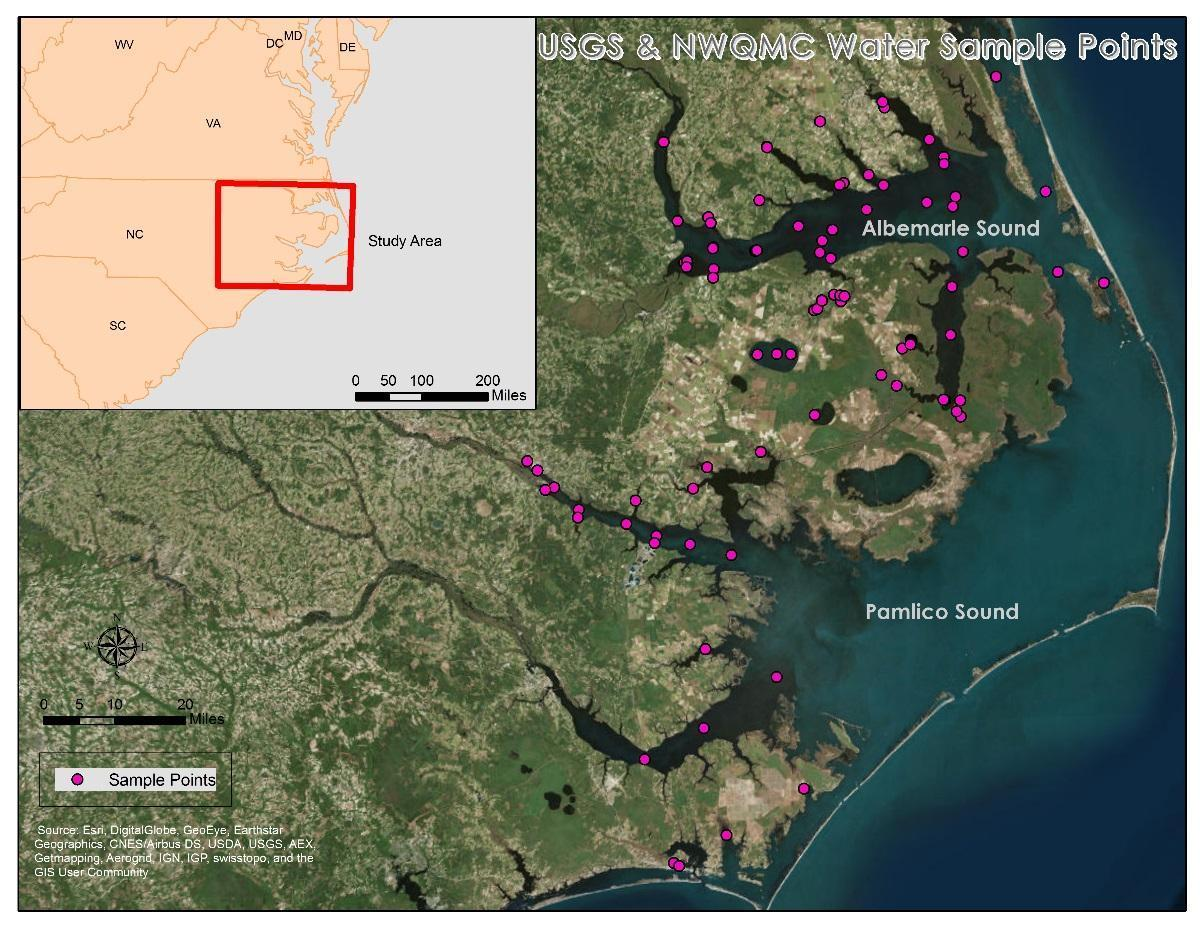 USGS & NWQMC Water Sample Points
WV
DC
MD
DE
VA
NC
SC
Study Area
0 50 100 200
Miles
Albemarle Sound
Pamlico Sound
N
W E
S
0 5 10 20
Miles
Sample Points
Source: Esri, DigitalGlobe, GeoEye, Earthstar
Geographics, CNES/Airbus DS, USDA, USGS, AEX,
Getmapping, Aerogrid, IGN, IGP, swisstopo, and the
GIS User Community